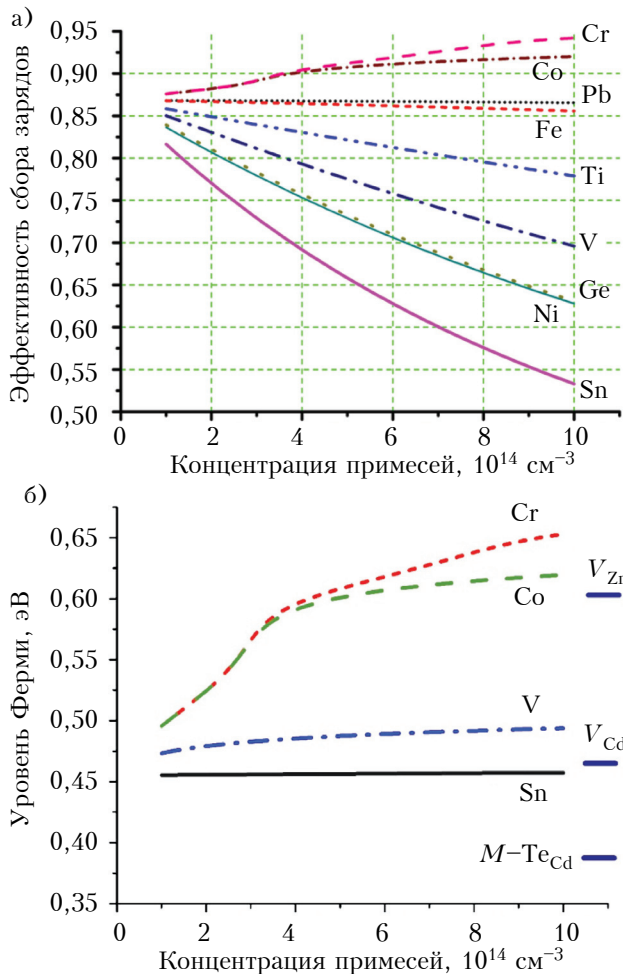 а)
Эффективность сбора зарядов
0,95
0,90
0,85
0,80
0,75
0,70
0,65
0,60
0,55
0,50
Cr
Co
Pb
Fe
Ti
V
Ge
Ni
Sn
0 2 4 6 8 10
Концентрация примесей, 10¹⁴ см⁻³
б)
Уровень Ферми, эВ
0,65
0,60
0,55
0,50
0,45
0,40
0,35
Cr
Co
V
Sn
V_Zn
V_Cd
M–Te_Cd
0 2 4 6 8 10
Концентрация примесей, 10¹⁴ см⁻³